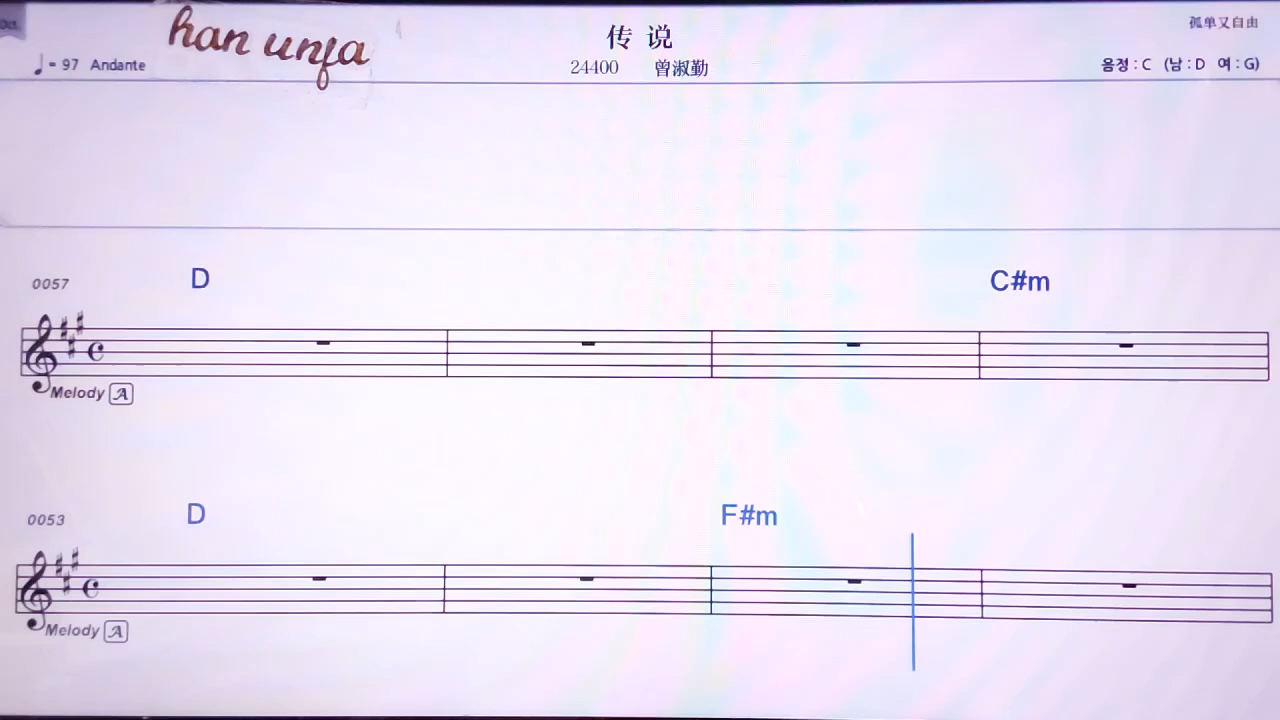 han unfa
传说
孤单又自由
♩= 97 Andante
24400 曾淑勤
음정 : C (남 : D 여 : G)
0057
D
C#m
Melody A
0053
D
F#m
Melody A